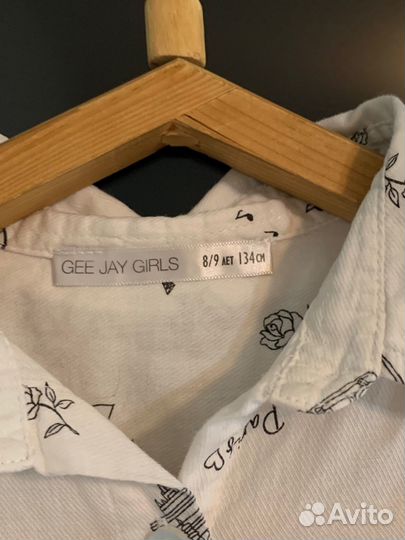 GEE JAY GIRLS
8/9 ЛЕТ 134 СМ
Paris
Avito